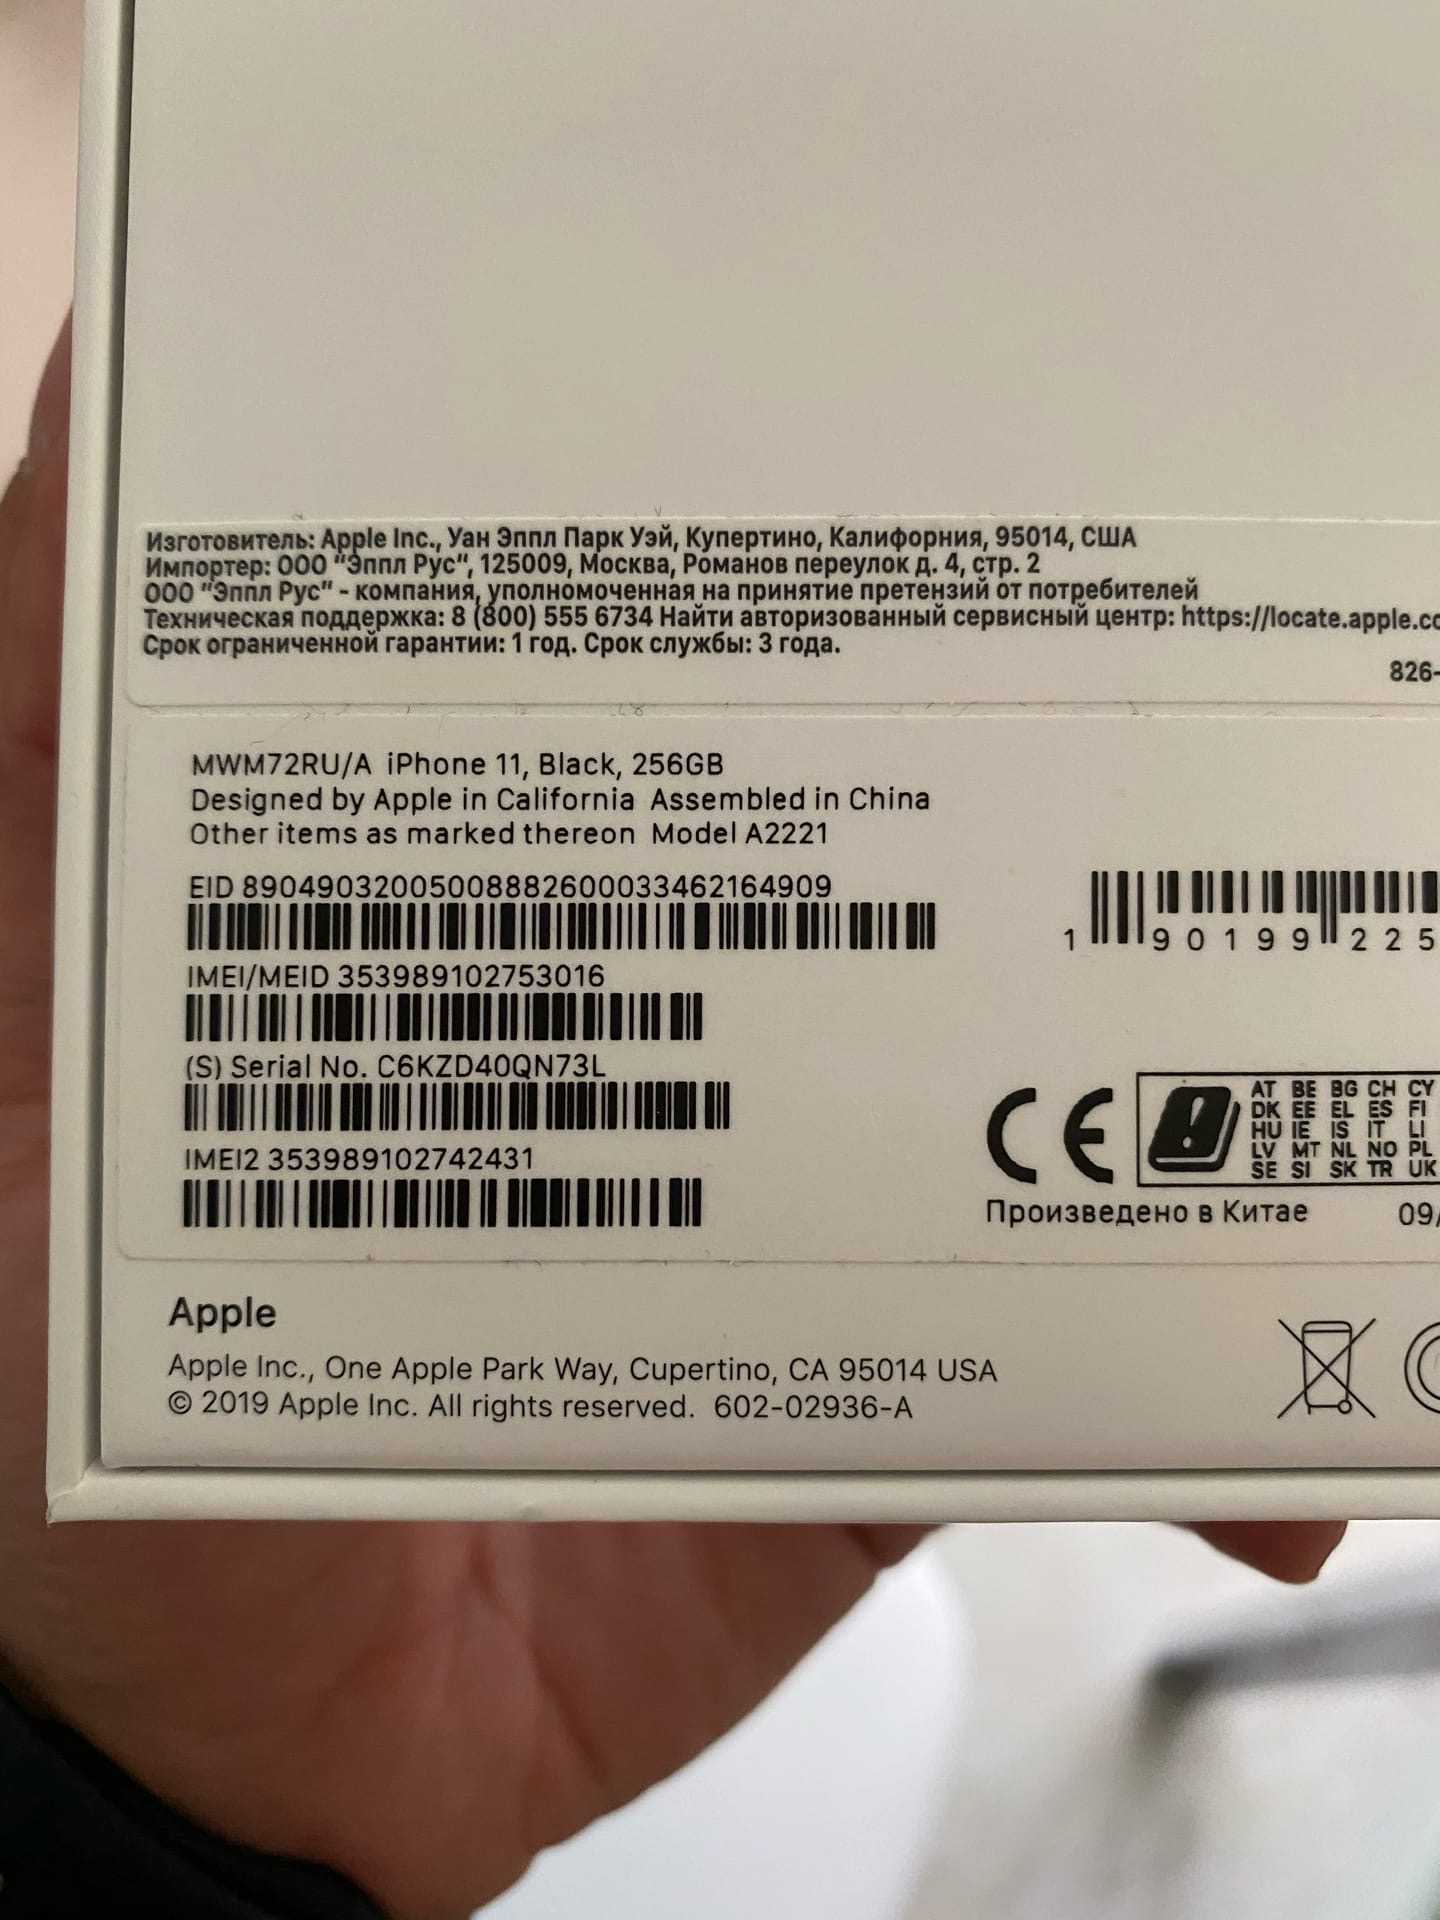 Изготовитель: Apple Inc., Уан Эппл Парк Уэй, Купертино, Калифорния, 95014, США
Импортер: ООО "Эппл Рус", 125009, Москва, Романов переулок д. 4, стр. 2
ООО "Эппл Рус" - компания, уполномоченная на принятие претензий от потребителей
Техническая поддержка: 8 (800) 555 6734 Найти авторизованный сервисный центр: https://locate.apple.co
Срок ограниченной гарантии: 1 год. Срок службы: 3 года.
826-
MWM72RU/A iPhone 11, Black, 256GB
Designed by Apple in California Assembled in China
Other items as marked thereon Model A2221
EID 89049032005008882600033462164909
1 90199 225
IMEI/MEID 353989102753016
(S) Serial No. C6KZD40QN73L
IMEI2 353989102742431
CE
AT BE BG CH CY
DK EE EL ES FI
HU IE IS IT LI
LV MT NL NO PL
SE SI SK TR UK
Произведено в Китае 09/
Apple
Apple Inc., One Apple Park Way, Cupertino, CA 95014 USA
© 2019 Apple Inc. All rights reserved. 602-02936-A